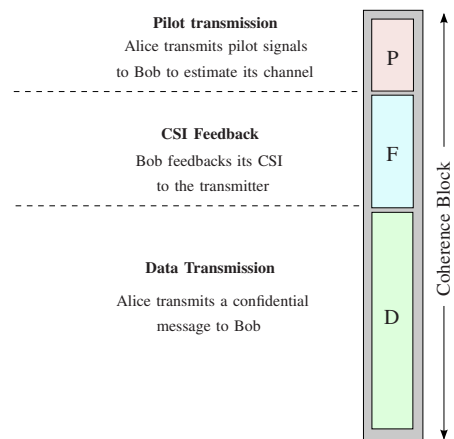 Pilot transmission
Alice transmits pilot signals
to Bob to estimate its channel
P
CSI Feedback
Bob feedbacks its CSI
to the transmitter
F
Data Transmission
Alice transmits a confidential
message to Bob
D
Coherence Block